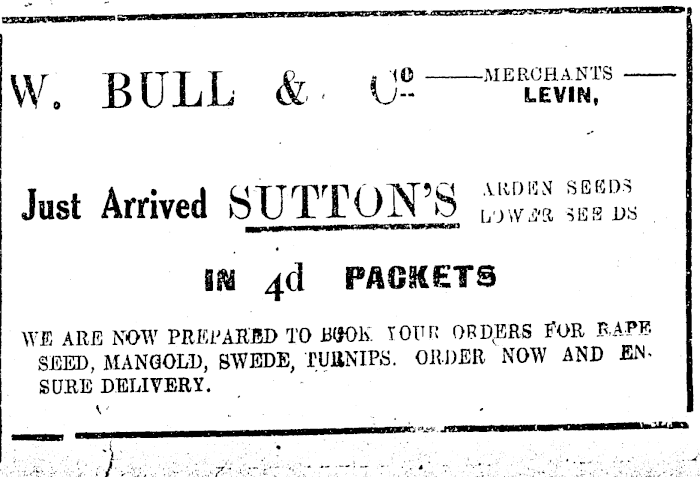 W. BULL & Co MERCHANTS
LEVIN,
Just Arrived SUTTON'S ARDEN SEEDS
LOWER SEEDS
IN 4d PACKETS
WE ARE NOW PREPARED TO BOOK YOUR ORDERS FOR RAPE
SEED, MANGOLD, SWEDE, TURNIPS. ORDER NOW AND EN-
SURE DELIVERY.